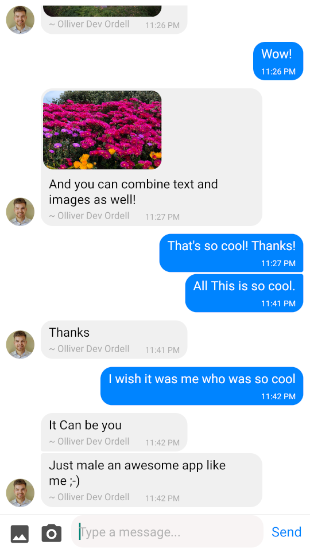 ~ Olliver Dev Ordell 11:26 PM
Wow!
11:26 PM
And you can combine text and
images as well!
~ Olliver Dev Ordell 11:27 PM
That's so cool! Thanks!
11:27 PM
All This is so cool.
11:41 PM
Thanks
~ Olliver Dev Ordell 11:41 PM
I wish it was me who was so cool
11:42 PM
It Can be you
~ Olliver Dev Ordell 11:42 PM
Just male an awesome app like
me ;-)
~ Olliver Dev Ordell 11:42 PM
Type a message... Send